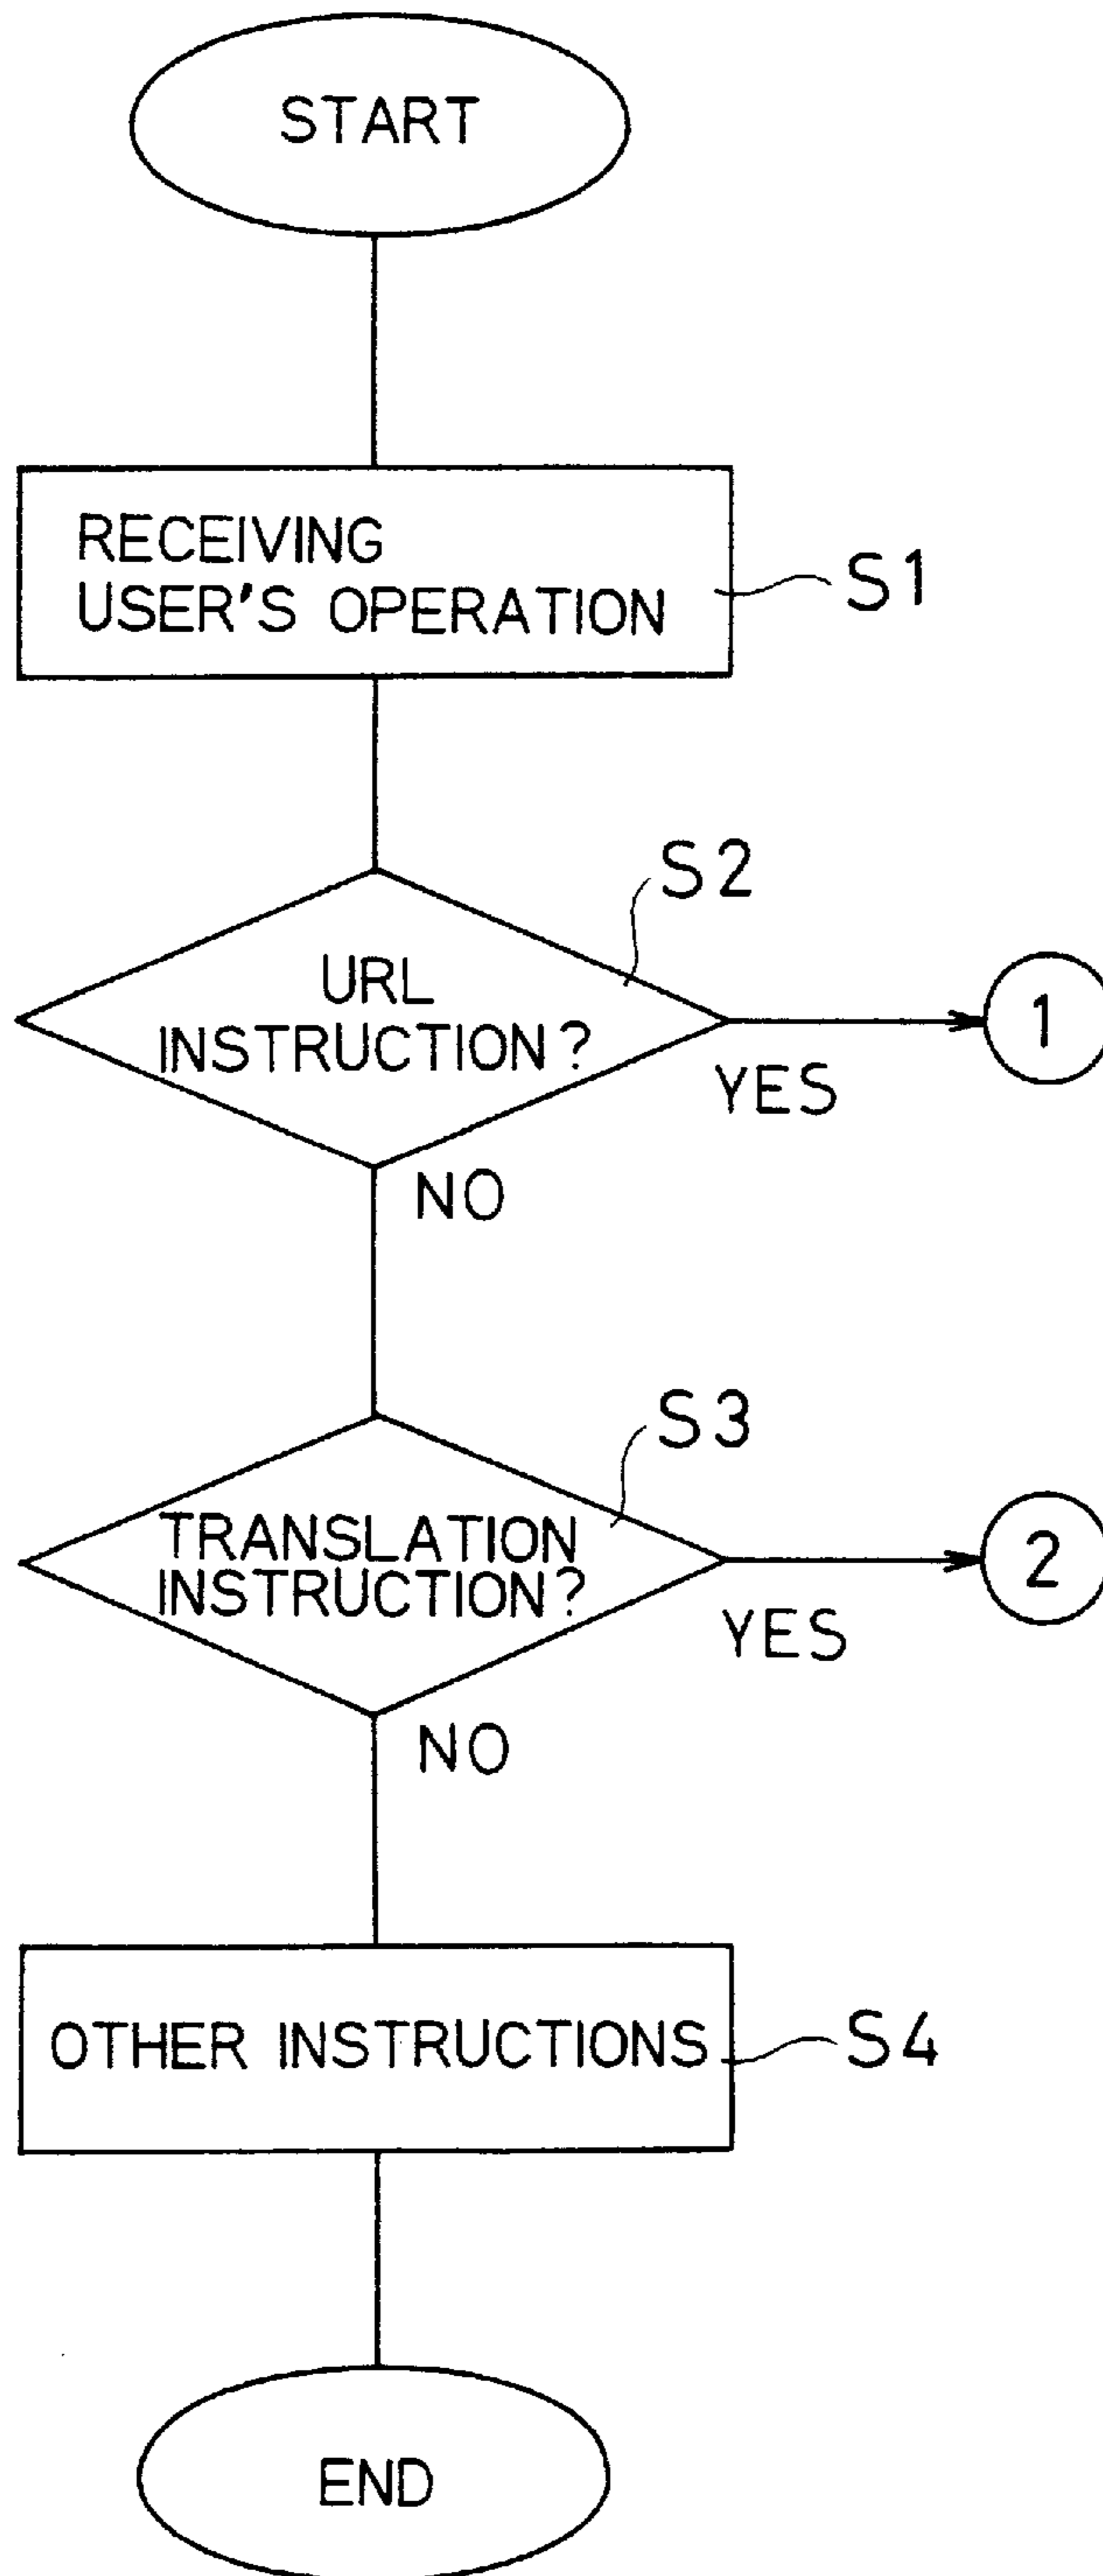 START
RECEIVING
USER'S OPERATION
S1
S2
URL
INSTRUCTION?
1
YES
NO
S3
TRANSLATION
INSTRUCTION?
2
YES
NO
OTHER INSTRUCTIONS
S4
END